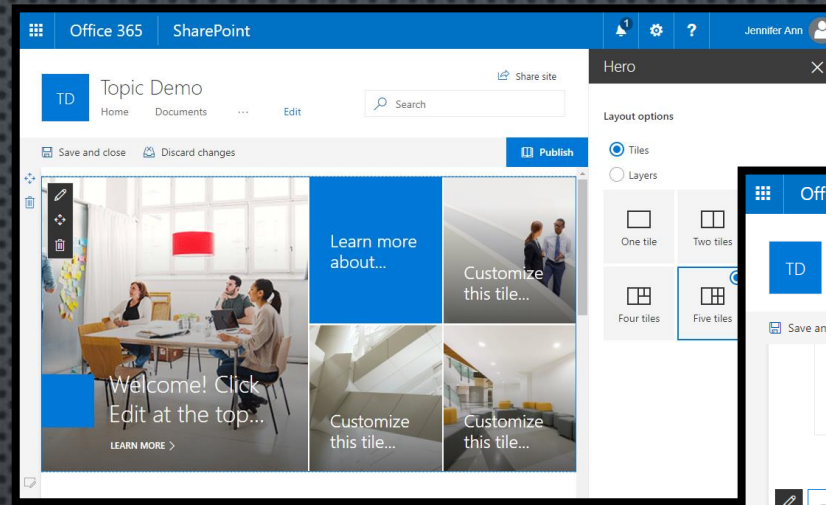 Office 365 SharePoint
1
?
Jennifer Ann
Hero
Share site
TD
Topic Demo
Home Documents ... Edit
Search
Save and close Discard changes
Publish
Layout options
Tiles
Layers
One tile
Two tiles
Four tiles
Five tiles
Learn more
about...
Customize
this tile...
Welcome! Click
Edit at the top...
LEARN MORE >
Customize
this tile...
Customize
this tile...
Off
TD
Save an